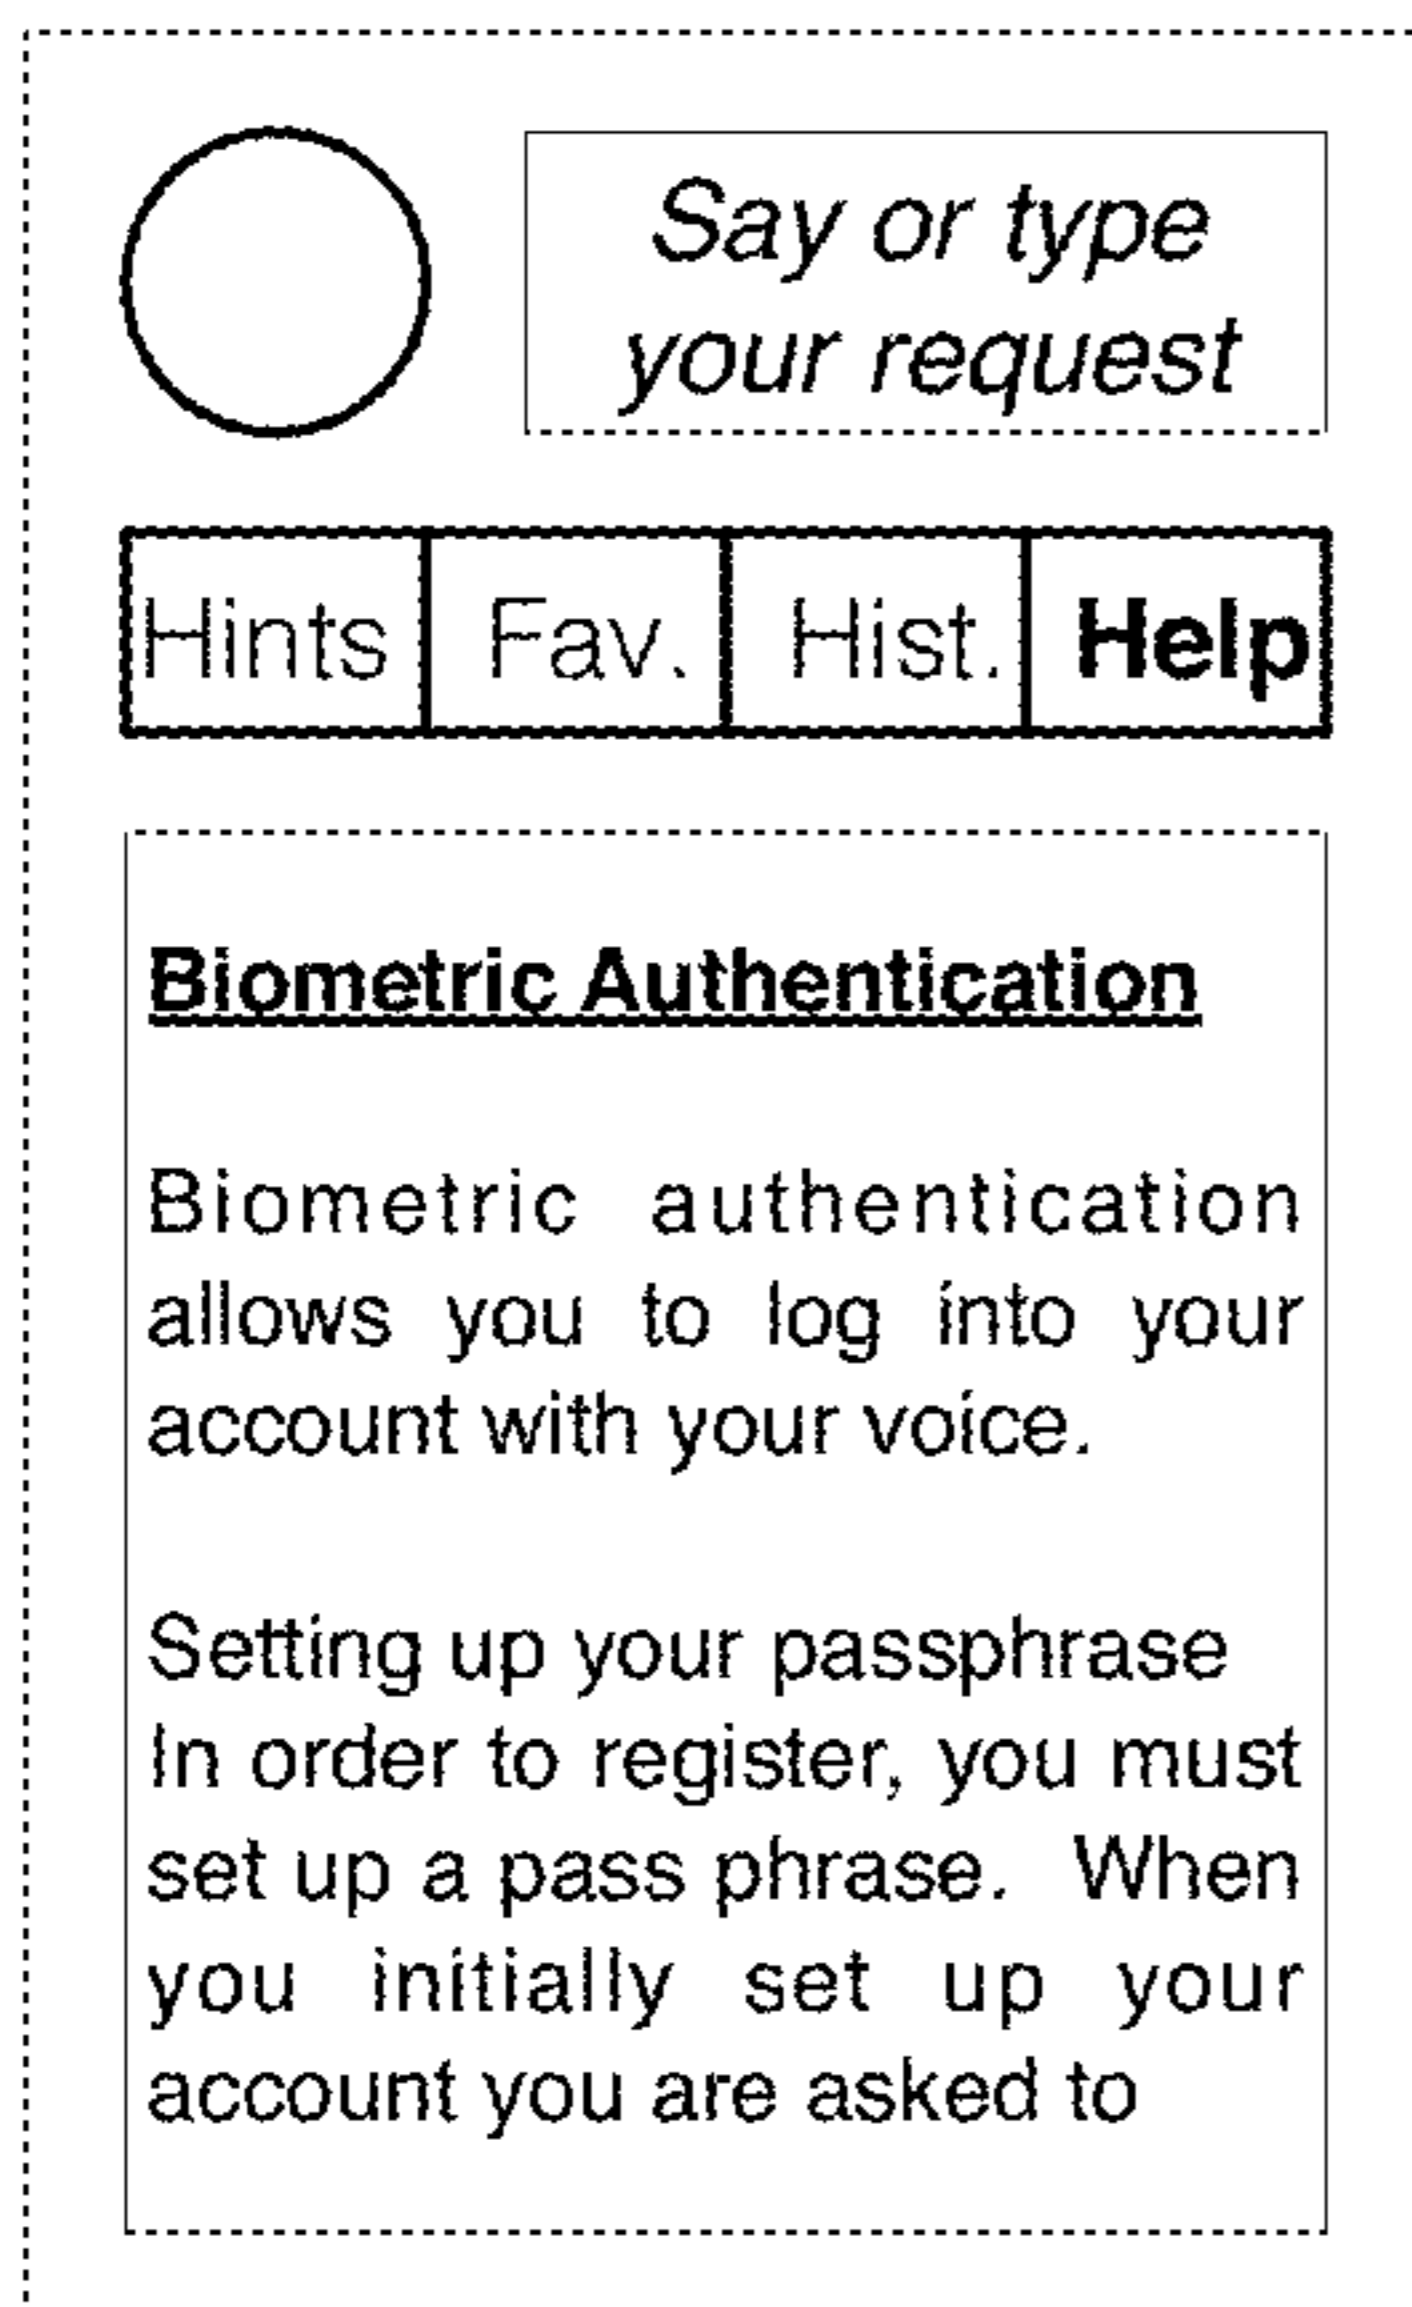 Say or type
your request
Hints Fav. Hist. Help
Biometric Authentication
Biometric authentication
allows you to log into your
account with your voice.
Setting up your passphrase
In order to register, you must
set up a pass phrase. When
you initially set up your
account you are asked to